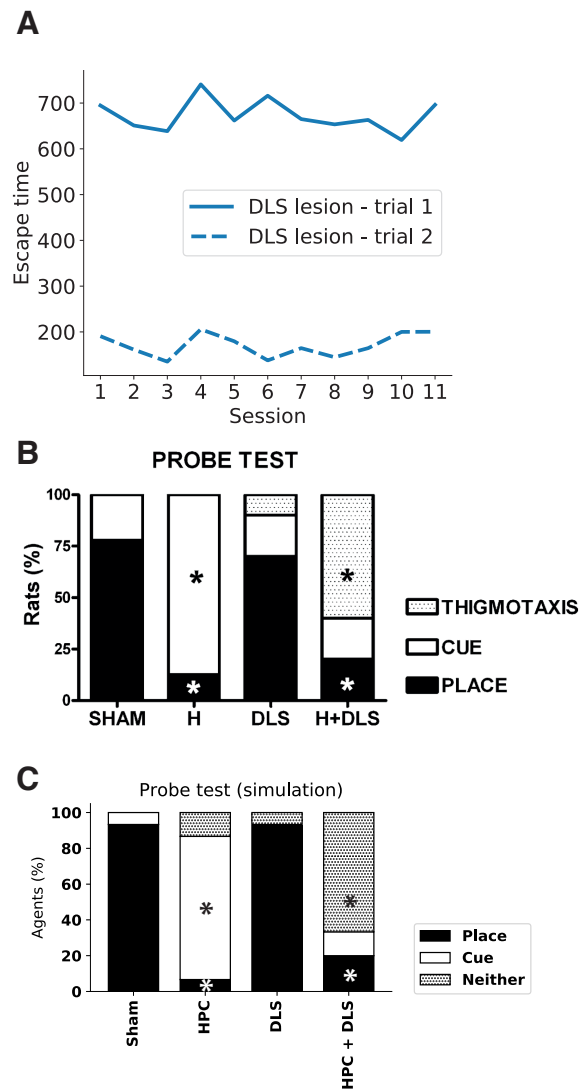 A
700
600
500
400
300
200
Escape time
DLS lesion - trial 1
DLS lesion - trial 2
1 2 3 4 5 6 7 8 9 10 11
Session
B
PROBE TEST
100
75
50
25
0
Rats (%)
*
*
*
*
SHAM H DLS H+DLS
THIGMOTAXIS
CUE
PLACE
C
Probe test (simulation)
100
80
60
40
20
0
Agents (%)
*
*
*
*
Sham
HPC
DLS
HPC + DLS
Place
Cue
Neither